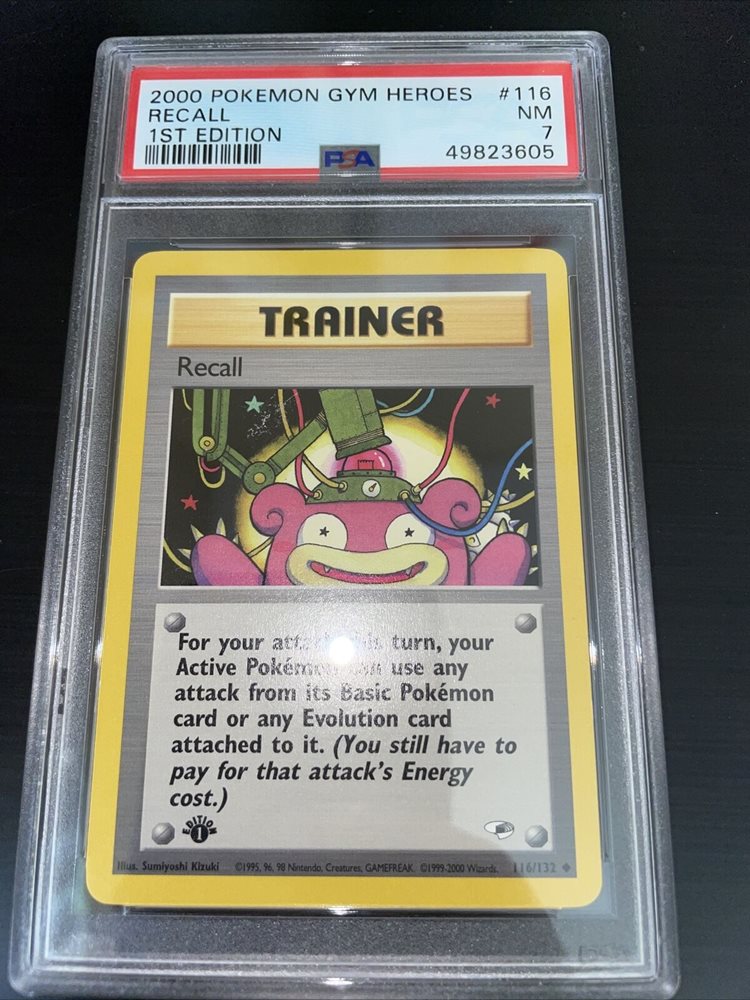 2000 POKEMON GYM HEROES #116
RECALL NM
1ST EDITION 7
PSA 49823605
TRAINER
Recall
For your turn, your
Active use any
attack from its Basic Pokémon
card or any Evolution card
attached to it. (You still have to
pay for that attack's Energy
cost.)
EDITION
1
Illus. Sumiyoshi Kizuki ©1995, 96, 98 Nintendo, Creatures, GAMEFREAK. ©1999-2000 Wizards. 116/132